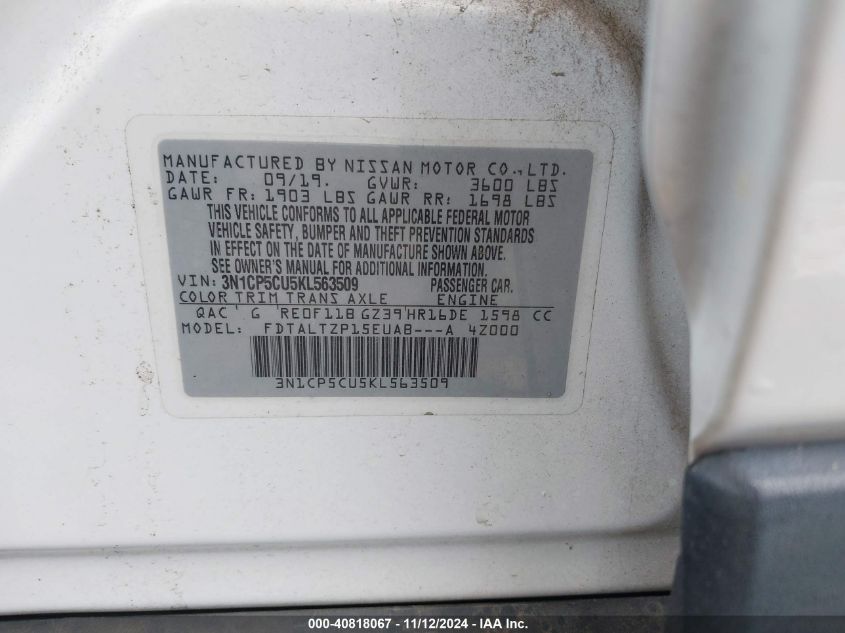 MANUFACTURED BY NISSAN MOTOR CO., LTD.
DATE: 09/19. GVWR: 3600 LBS
GAWR FR: 1903 LBS GAWR RR: 1698 LBS
THIS VEHICLE CONFORMS TO ALL APPLICABLE FEDERAL MOTOR
VEHICLE SAFETY, BUMPER AND THEFT PREVENTION STANDARDS
IN EFFECT ON THE DATE OF MANUFACTURE SHOWN ABOVE.
SEE OWNER'S MANUAL FOR ADDITIONAL INFORMATION.
VIN: 3N1CP5CU5KL563509 PASSENGER CAR.
COLOR TRIM TRANS AXLE ENGINE
QAC G RE0F11B GZ39 HR16DE 1598 CC
MODEL: FDTALTZP15EUAB---A 4Z000
3N1CP5CU5KL563509
000-40818067 - 11/12/2024 - IAA Inc.